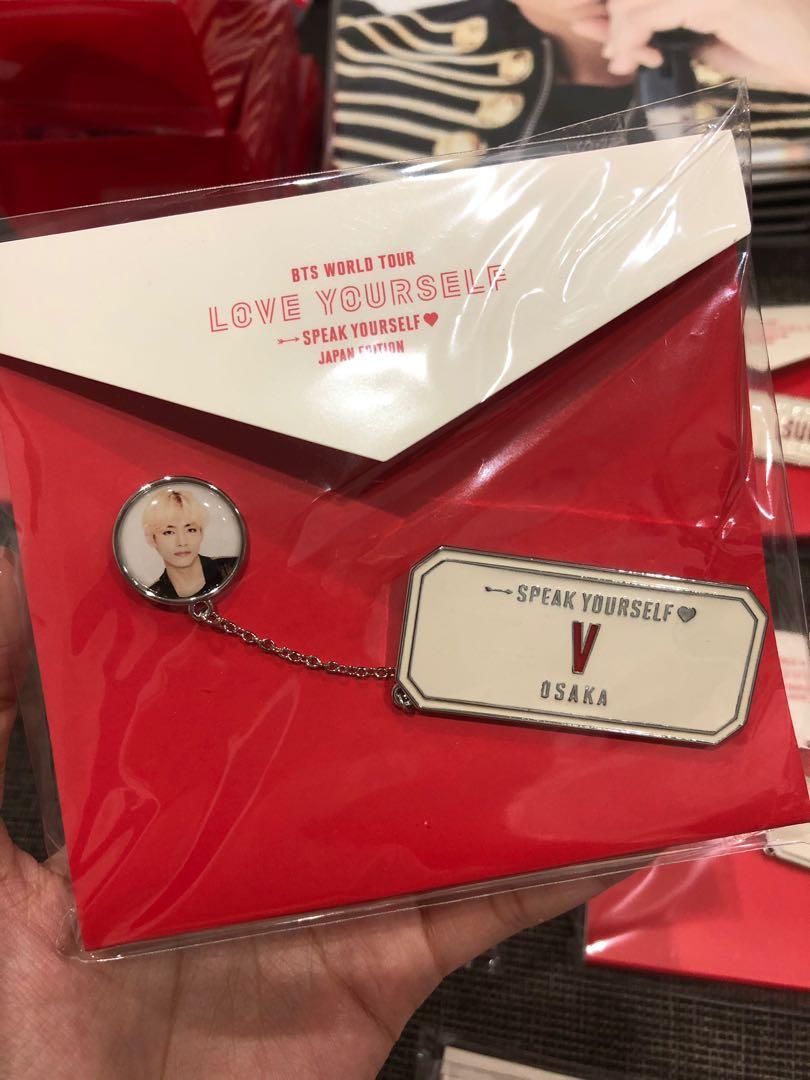 BTS WORLD TOUR
LOVE YOURSELF
SPEAK YOURSELF
JAPAN EDITION
SPEAK YOURSELF
V
OSAKA